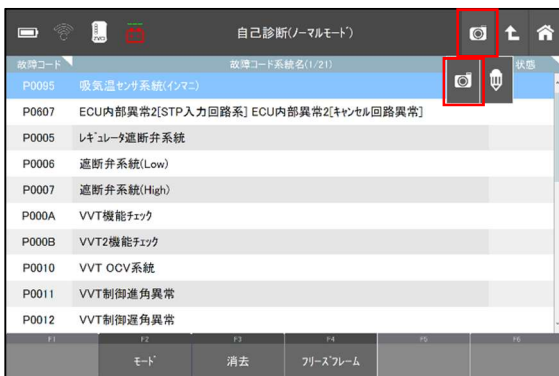 EVO
自己診断(ノーマルモード)
故障コード 故障コード系統名(1/21) 状態
P0095 吸気温センサ系統(インマニ)
P0607 ECU内部異常2[STP入力回路系] ECU内部異常2[キャンセル回路異常]
P0005 レギュレータ遮断弁系統
P0006 遮断弁系統(Low)
P0007 遮断弁系統(High)
P000A VVT機能チェック
P000B VVT2機能チェック
P0010 VVT OCV系統
P0011 VVT制御進角異常
P0012 VVT制御遅角異常
F1 F2 F3 F4 F5 F6
モード 消去 フリーズフレーム